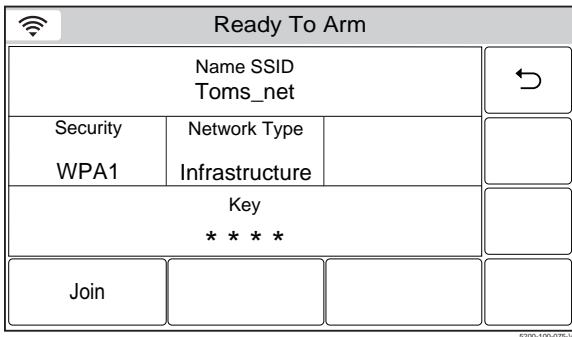 Ready To Arm
Name SSID
Toms_net
Security Network Type
WPA1 Infrastructure
Key
* * * *
Join